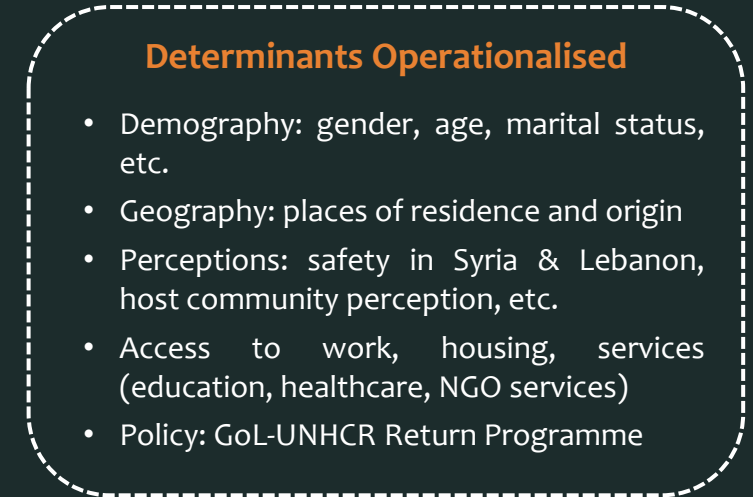 Determinants Operationalised
• Demography: gender, age, marital status,
etc.
• Geography: places of residence and origin
• Perceptions: safety in Syria & Lebanon,
host community perception, etc.
• Access to work, housing, services
(education, healthcare, NGO services)
• Policy: GoL-UNHCR Return Programme